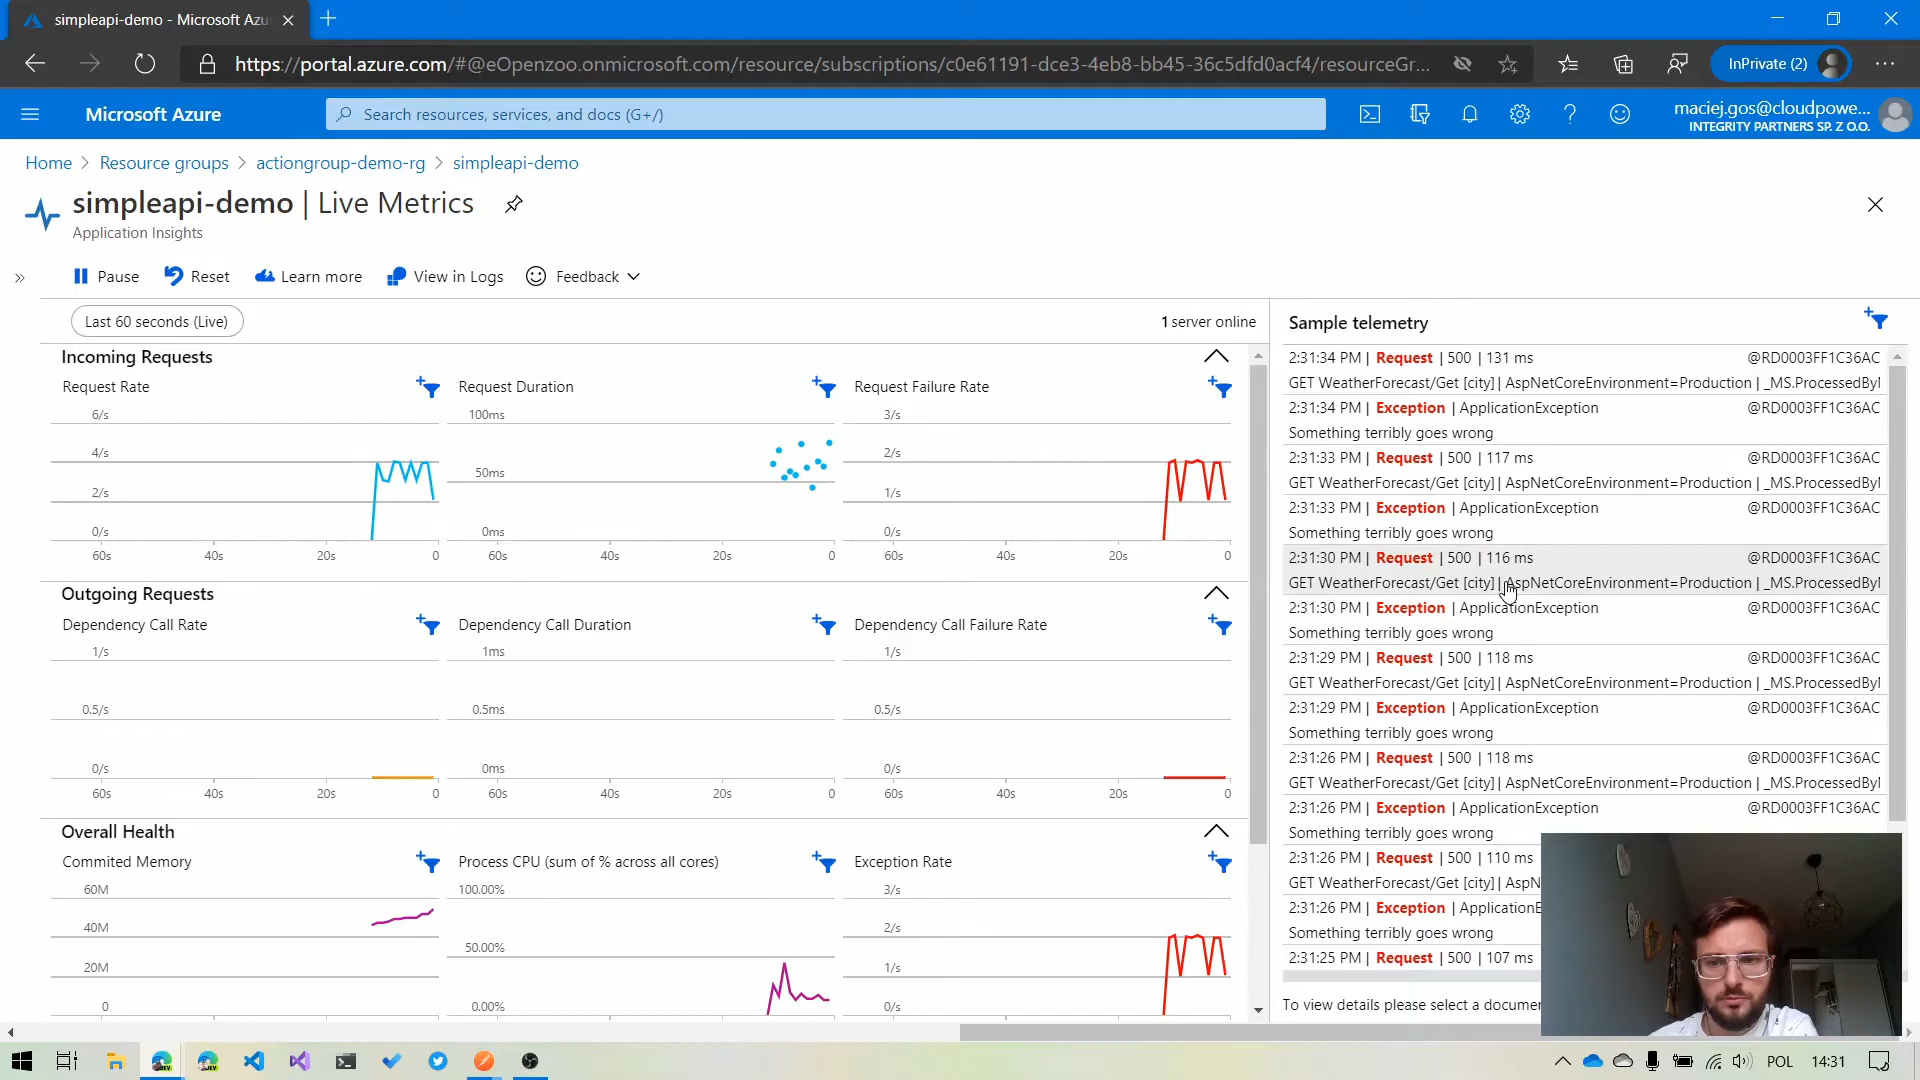 simpleapi-demo - Microsoft Azu
https://portal.azure.com/#@eOpenzoo.onmicrosoft.com/resource/subscriptions/c0e61191-dce3-4eb8-bb45-36c5dfd0acf4/resourceGr...
InPrivate (2)
Microsoft Azure
Search resources, services, and docs (G+/)
maciej.gos@cloudpowe...
INTEGRITY PARTNERS SP. Z O.O.
Home > Resource groups > actiongroup-demo-rg > simpleapi-demo
simpleapi-demo | Live Metrics
Application Insights
Pause Reset Learn more View in Logs Feedback
Last 60 seconds (Live)
1 server online
Incoming Requests
Request Rate
6/s
4/s
2/s
0/s
60s 40s 20s 0
Request Duration
100ms
50ms
0ms
60s 40s 20s 0
Request Failure Rate
3/s
2/s
1/s
0/s
60s 40s 20s 0
Outgoing Requests
Dependency Call Rate
1/s
0.5/s
0/s
60s 40s 20s 0
Dependency Call Duration
1ms
0.5ms
0ms
60s 40s 20s 0
Dependency Call Failure Rate
1/s
0.5/s
0/s
60s 40s 20s 0
Overall Health
Commited Memory
60M
40M
20M
0
Process CPU (sum of % across all cores)
100.00%
50.00%
0.00%
Exception Rate
3/s
2/s
1/s
0/s
Sample telemetry
2:31:34 PM | Request | 500 | 131 ms @RD0003FF1C36AC
GET WeatherForecast/Get [city] | AspNetCoreEnvironment=Production | _MS.ProcessedByM
2:31:34 PM | Exception | ApplicationException @RD0003FF1C36AC
Something terribly goes wrong
2:31:33 PM | Request | 500 | 117 ms @RD0003FF1C36AC
GET WeatherForecast/Get [city] | AspNetCoreEnvironment=Production | _MS.ProcessedByM
2:31:33 PM | Exception | ApplicationException @RD0003FF1C36AC
Something terribly goes wrong
2:31:30 PM | Request | 500 | 116 ms @RD0003FF1C36AC
GET WeatherForecast/Get [city] | AspNetCoreEnvironment=Production | _MS.ProcessedByM
2:31:30 PM | Exception | ApplicationException @RD0003FF1C36AC
Something terribly goes wrong
2:31:29 PM | Request | 500 | 118 ms @RD0003FF1C36AC
GET WeatherForecast/Get [city] | AspNetCoreEnvironment=Production | _MS.ProcessedByM
2:31:29 PM | Exception | ApplicationException @RD0003FF1C36AC
Something terribly goes wrong
2:31:26 PM | Request | 500 | 118 ms @RD0003FF1C36AC
GET WeatherForecast/Get [city] | AspNetCoreEnvironment=Production | _MS.ProcessedByM
2:31:26 PM | Exception | ApplicationException @RD0003FF1C36AC
Something terribly goes wrong
2:31:26 PM | Request | 500 | 110 ms
GET WeatherForecast/Get [city] | AspN
2:31:26 PM | Exception | ApplicationE
Something terribly goes wrong
2:31:25 PM | Request | 500 | 107 ms
To view details please select a documen
POL 14:31